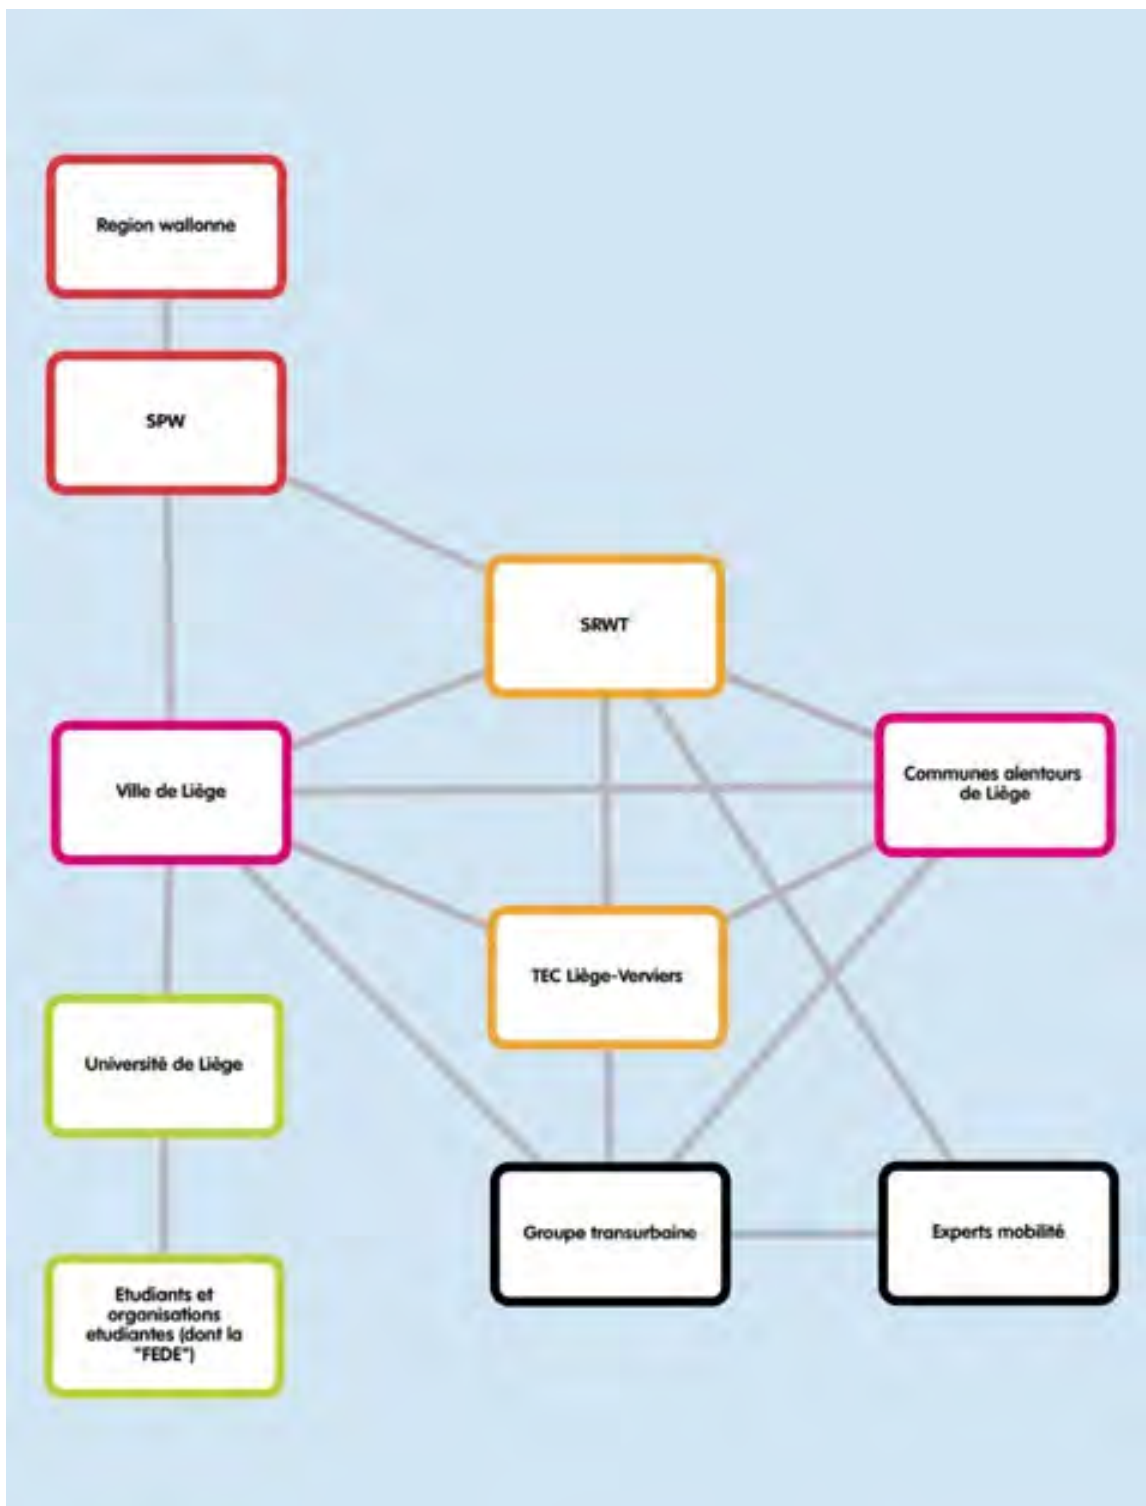 Region wallonne
SPW
SRWT
Ville de Liège
Communes alentours
de Liège
TEC Liège-Verviers
Université de Liège
Groupe transurbaine
Experts mobilité
Etudiants et
organisations
etudiantes (dont la
"FEDE")